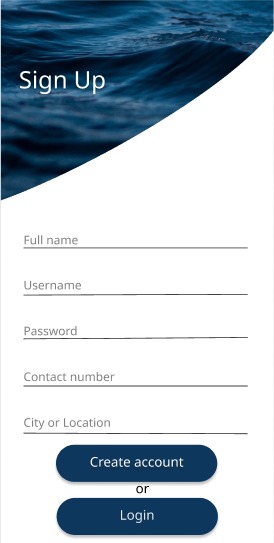 Sign Up
Full name
Username
Password
Contact number
City or Location
Create account
or
Login